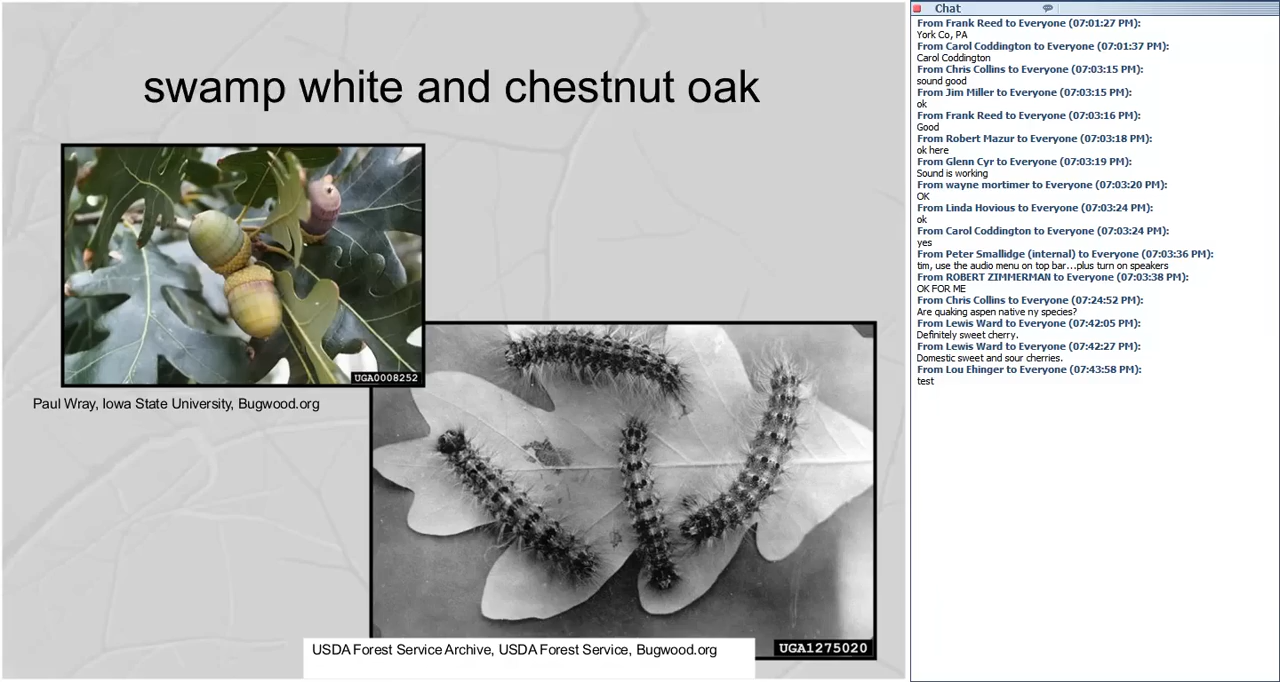 swamp white and chestnut oak
UGA0008252
Paul Wray, Iowa State University, Bugwood.org
UGA1275020
USDA Forest Service Archive, USDA Forest Service, Bugwood.org
Chat
From Frank Reed to Everyone (07:01:27 PM):
York Co, PA
From Carol Coddington to Everyone (07:01:37 PM):
Carol Coddington
From Chris Collins to Everyone (07:03:15 PM):
sound good
From Jim Miller to Everyone (07:03:15 PM):
ok
From Frank Reed to Everyone (07:03:16 PM):
Good
From Robert Mazur to Everyone (07:03:18 PM):
ok here
From Glenn Cyr to Everyone (07:03:19 PM):
Sound is working
From wayne mortimer to Everyone (07:03:20 PM):
OK
From Linda Hovious to Everyone (07:03:24 PM):
ok
From Carol Coddington to Everyone (07:03:24 PM):
yes
From Peter Smallidge (internal) to Everyone (07:03:36 PM):
tim, use the audio menu on top bar...plus turn on speakers
From ROBERT ZIMMERMAN to Everyone (07:03:38 PM):
OK FOR ME
From Chris Collins to Everyone (07:24:52 PM):
Are quaking aspen native ny species?
From Lewis Ward to Everyone (07:42:05 PM):
Definitely sweet cherry.
From Lewis Ward to Everyone (07:42:27 PM):
Domestic sweet and sour cherries.
From Lou Ehinger to Everyone (07:43:58 PM):
test